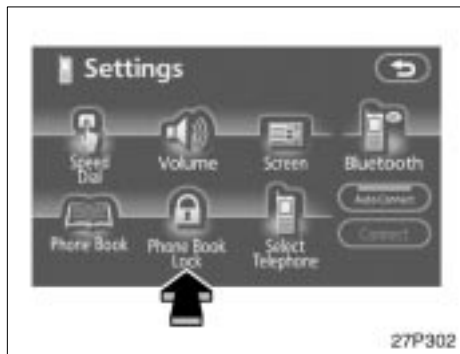 Settings
Speed
Dial
Volume
Screen
Bluetooth
Auto Connect
Connect
Phone Book
Phone Book
Lock
Select
Telephone
27P302